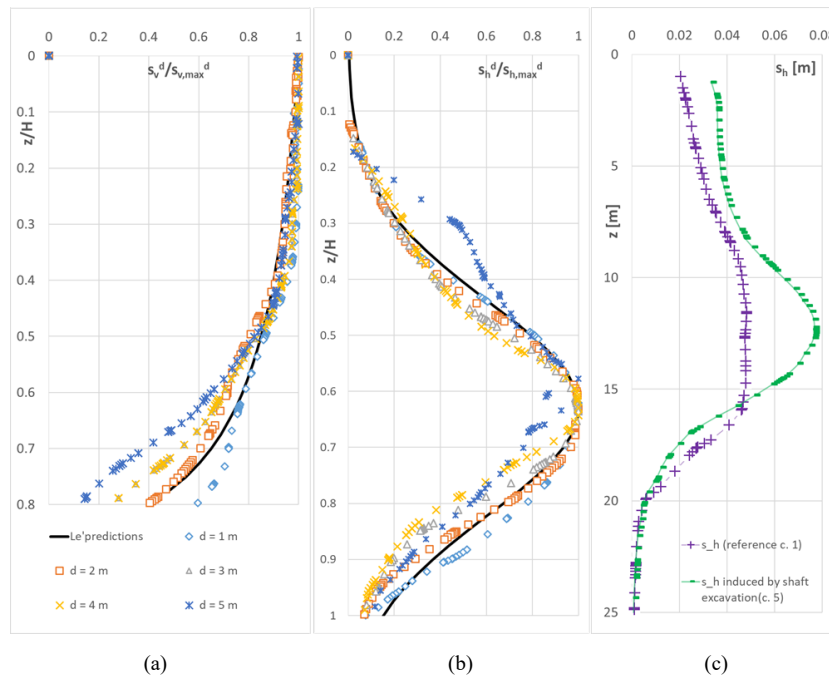 0 0.2 0.4 0.6 0.8 1
s_v^d/s_v,max^d
z/H
0
0.1
0.2
0.3
0.4
0.5
0.6
0.7
0.8
Le'predictions
d = 1 m
d = 2 m
d = 3 m
d = 4 m
d = 5 m
(a)
0 0.2 0.4 0.6 0.8 1
s_h^d/s_h,max^d
z/H
0
0.1
0.2
0.3
0.4
0.5
0.6
0.7
0.8
0.9
1
(b)
0 0.02 0.04 0.06 0.08
s_h [m]
z [m]
0
5
10
15
20
25
s_h (reference c. 1)
s_h induced by shaft
excavation(c. 5)
(c)